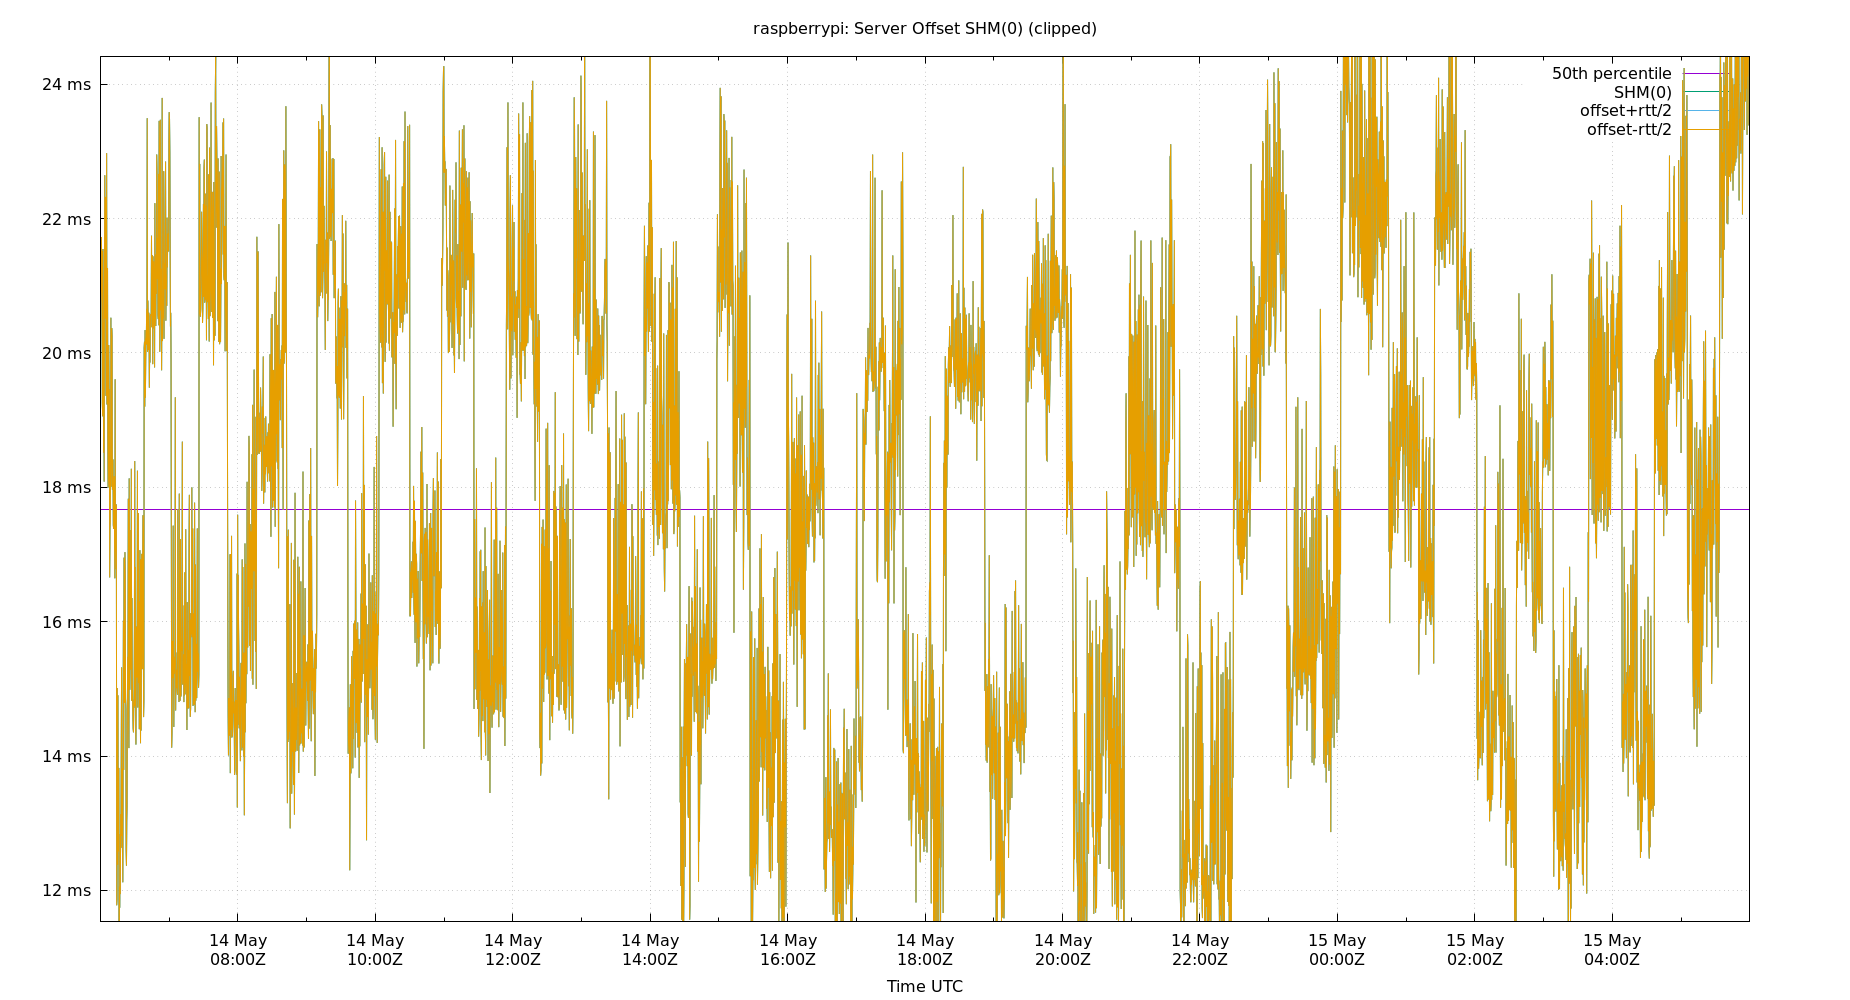 raspberrypi: Server Offset SHM(0) (clipped)
50th percentile
SHM(0)
offset+rtt/2
offset-rtt/2
24 ms
22 ms
20 ms
18 ms
16 ms
14 ms
12 ms
14 May 14 May 14 May 14 May 14 May 14 May 14 May 14 May 15 May 15 May 15 May
08:00Z 10:00Z 12:00Z 14:00Z 16:00Z 18:00Z 20:00Z 22:00Z 00:00Z 02:00Z 04:00Z
Time UTC